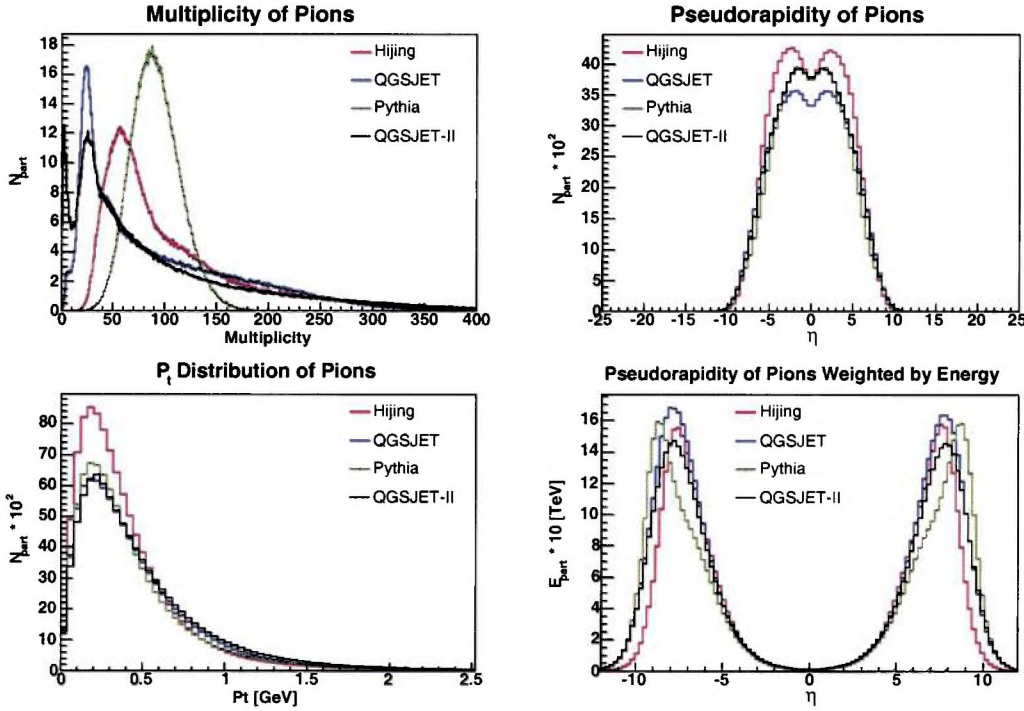 Multiplicity of Pions
N_part
18
16
14
12
10
8
6
4
2
0
0 50 100 150 200 250 300 350 400
Multiplicity
Hijing
QGSJET
Pythia
QGSJET-II
Pseudorapidity of Pions
N_part * 10^2
40
35
30
25
20
15
10
5
0
-25 -20 -15 -10 -5 0 5 10 15 20 25
η
Hijing
QGSJET
Pythia
QGSJET-II
P_t Distribution of Pions
N_part * 10^2
80
70
60
50
40
30
20
10
0
0 0.5 1 1.5 2 2.5
Pt [GeV]
Hijing
QGSJET
Pythia
QGSJET-II
Pseudorapidity of Pions Weighted by Energy
E_part * 10 [TeV]
16
14
12
10
8
6
4
2
0
-10 -5 0 5 10
η
Hijing
QGSJET
Pythia
QGSJET-II